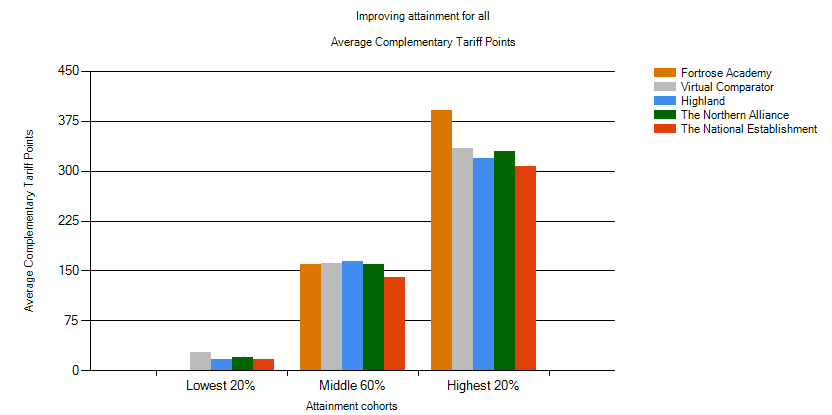 Improving attainment for all
Average Complementary Tariff Points
450
375
300
225
150
75
0
Average Complementary Tariff Points
Lowest 20%
Middle 60%
Highest 20%
Attainment cohorts
Fortrose Academy
Virtual Comparator
Highland
The Northern Alliance
The National Establishment